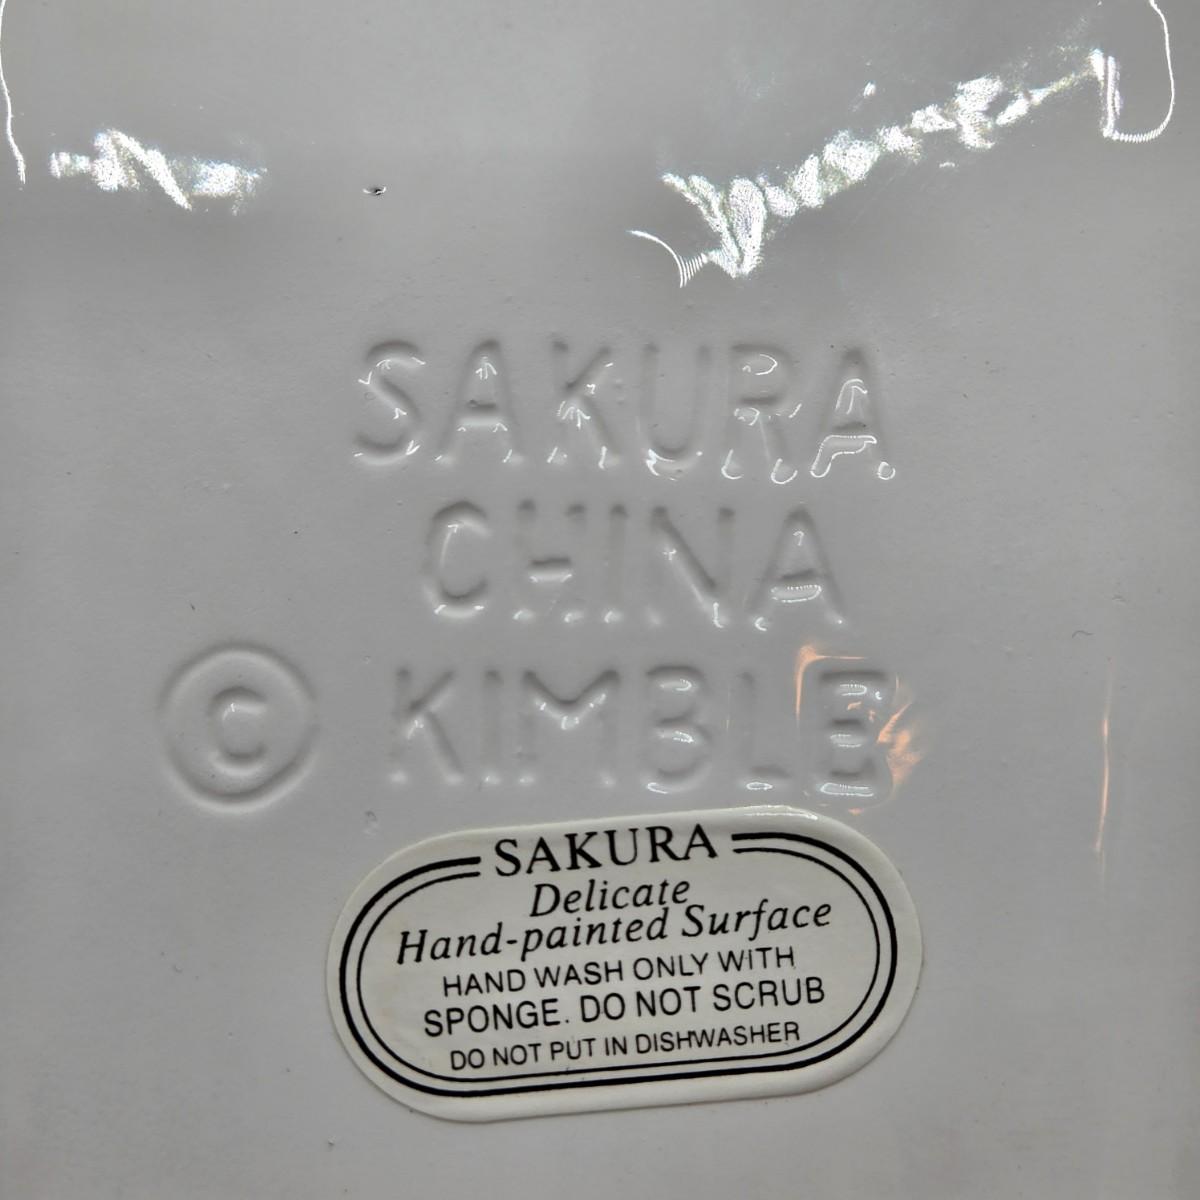 SAKURA
CHINA
© KIMBLE
SAKURA
Delicate
Hand-painted Surface
HAND WASH ONLY WITH
SPONGE. DO NOT SCRUB
DO NOT PUT IN DISHWASHER